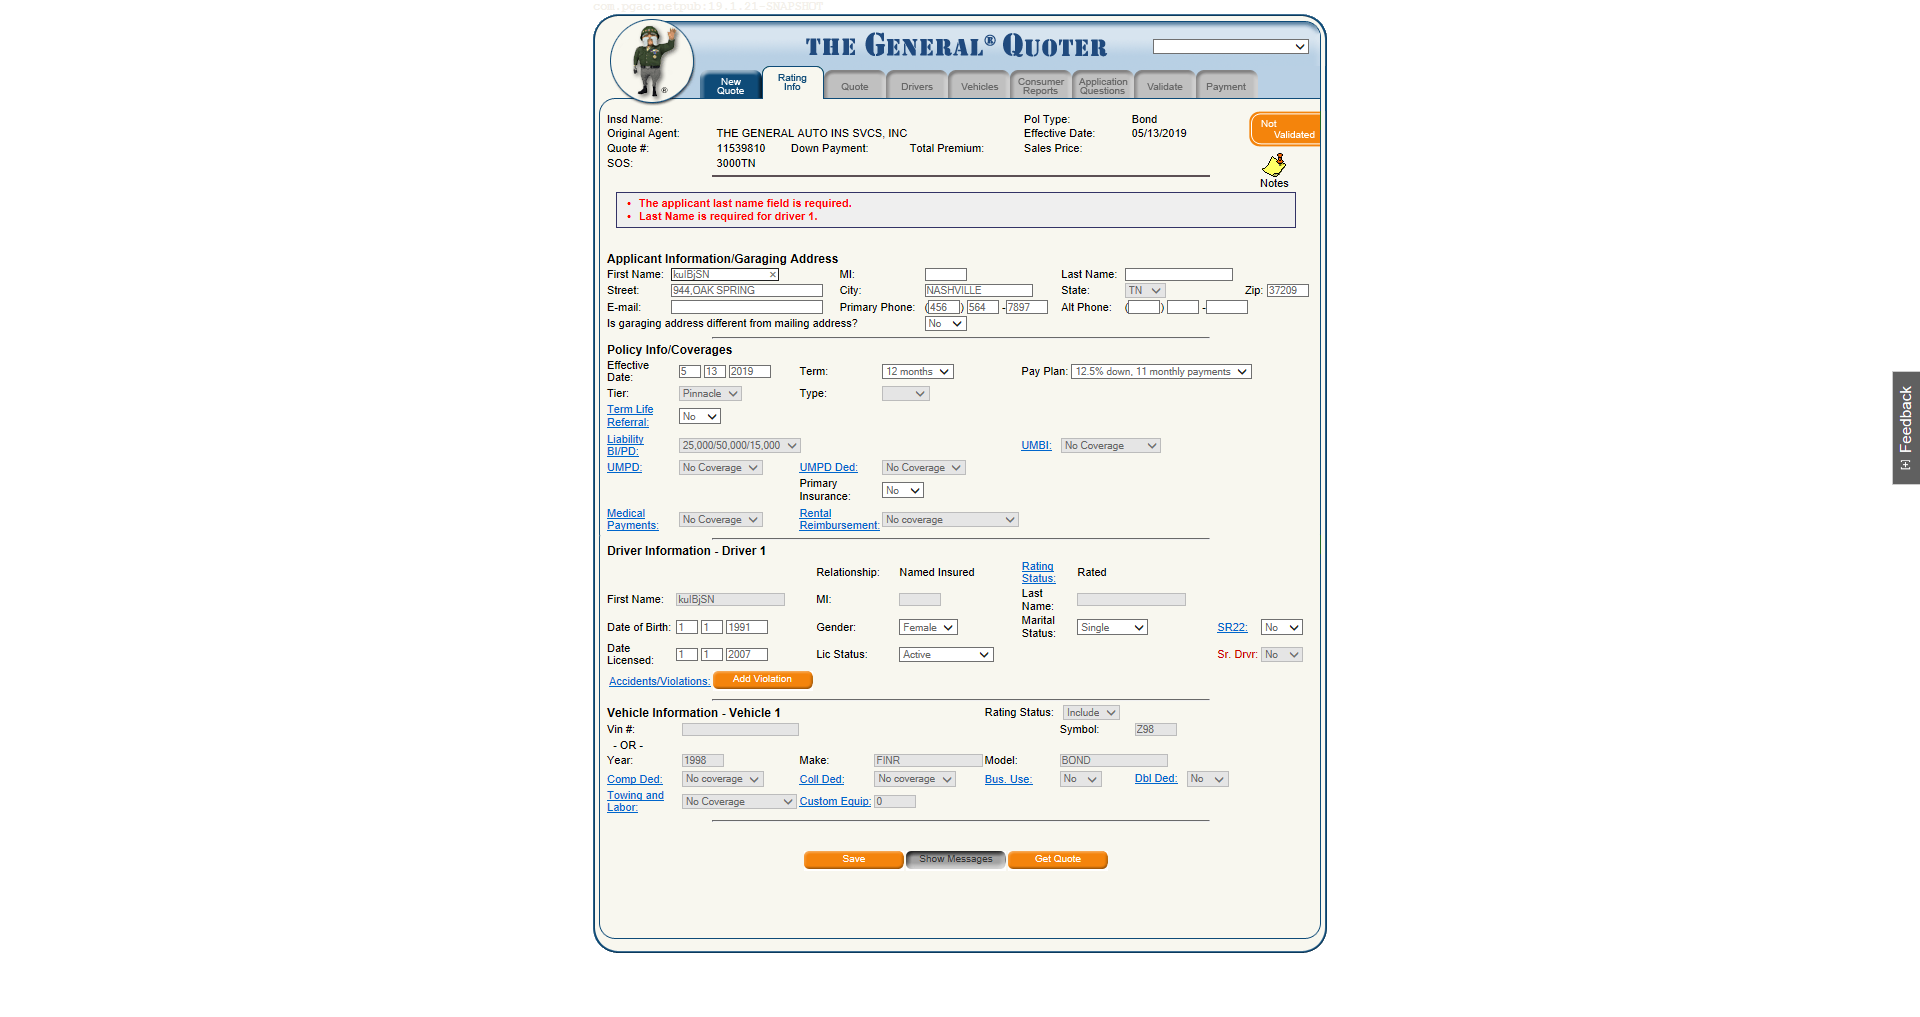 com.pgac:netpub:19.1.21-SNAPSHOT
THE GENERAL® QUOTER
New Quote
Rating Info
Quote
Drivers
Vehicles
Consumer Reports
Application Questions
Validate
Payment
®
Insd Name: Pol Type: Bond
Not Validated
Original Agent: THE GENERAL AUTO INS SVCS, INC Effective Date: 05/13/2019
Quote #: 11539810 Down Payment: Total Premium: Sales Price:
SOS: 3000TN
Notes
• The applicant last name field is required.
• Last Name is required for driver 1.
Applicant Information/Garaging Address
First Name: kulBjSN × MI: Last Name:
Street: 944,OAK SPRING City: NASHVILLE State: TN Zip: 37209
E-mail: Primary Phone: (456) 564 -7897 Alt Phone: ( ) -
Is garaging address different from mailing address? No
Policy Info/Coverages
Effective Date: 5 13 2019 Term: 12 months Pay Plan: 12.5% down, 11 monthly payments
Tier: Pinnacle Type:
Term Life Referral: No
Liability BI/PD: 25,000/50,000/15,000 UMBI: No Coverage
UMPD: No Coverage UMPD Ded: No Coverage
Primary Insurance: No
Medical Payments: No Coverage Rental Reimbursement: No coverage
Driver Information - Driver 1
Relationship: Named Insured Rating Status: Rated
First Name: kulBjSN MI: Last Name:
Date of Birth: 1 1 1991 Gender: Female Marital Status: Single SR22: No
Date Licensed: 1 1 2007 Lic Status: Active Sr. Drvr: No
Accidents/Violations: Add Violation
Vehicle Information - Vehicle 1 Rating Status: Include
Vin #: Symbol: Z98
- OR -
Year: 1998 Make: FINR Model: BOND
Comp Ded: No coverage Coll Ded: No coverage Bus. Use: No Dbl Ded: No
Towing and Labor: No Coverage Custom Equip: 0
Save Show Messages Get Quote
[+] Feedback